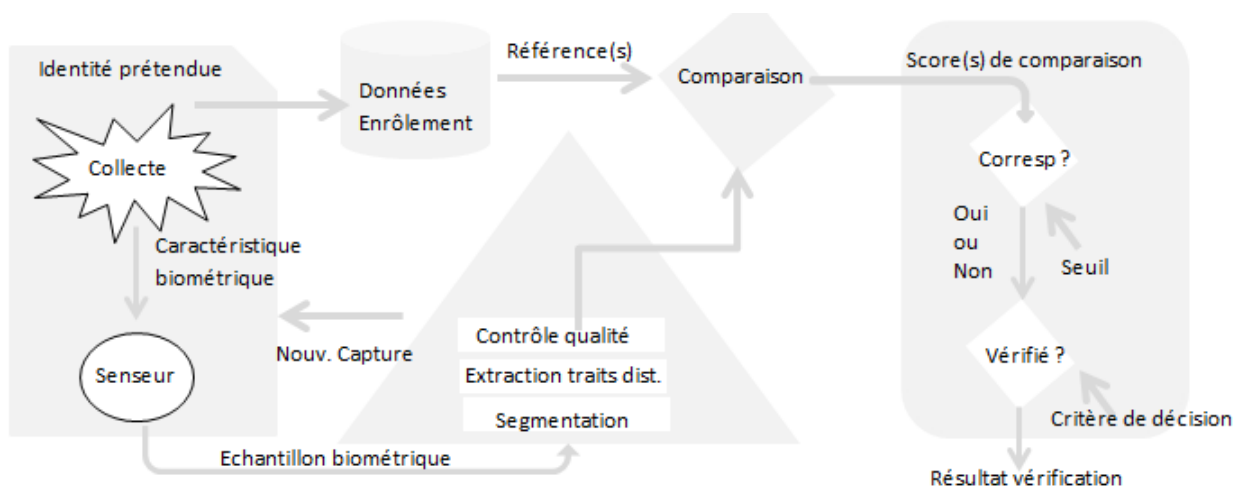 Identité prétendue
Collecte
Caractéristique
biométrique
Senseur
Echantillon biométrique
Nouv. Capture
Données
Enrôlement
Référence(s)
Contrôle qualité
Extraction traits dist.
Segmentation
Comparaison
Score(s) de comparaison
Corresp ?
Oui
ou
Non
Seuil
Vérifié ?
Critère de décision
Résultat vérification